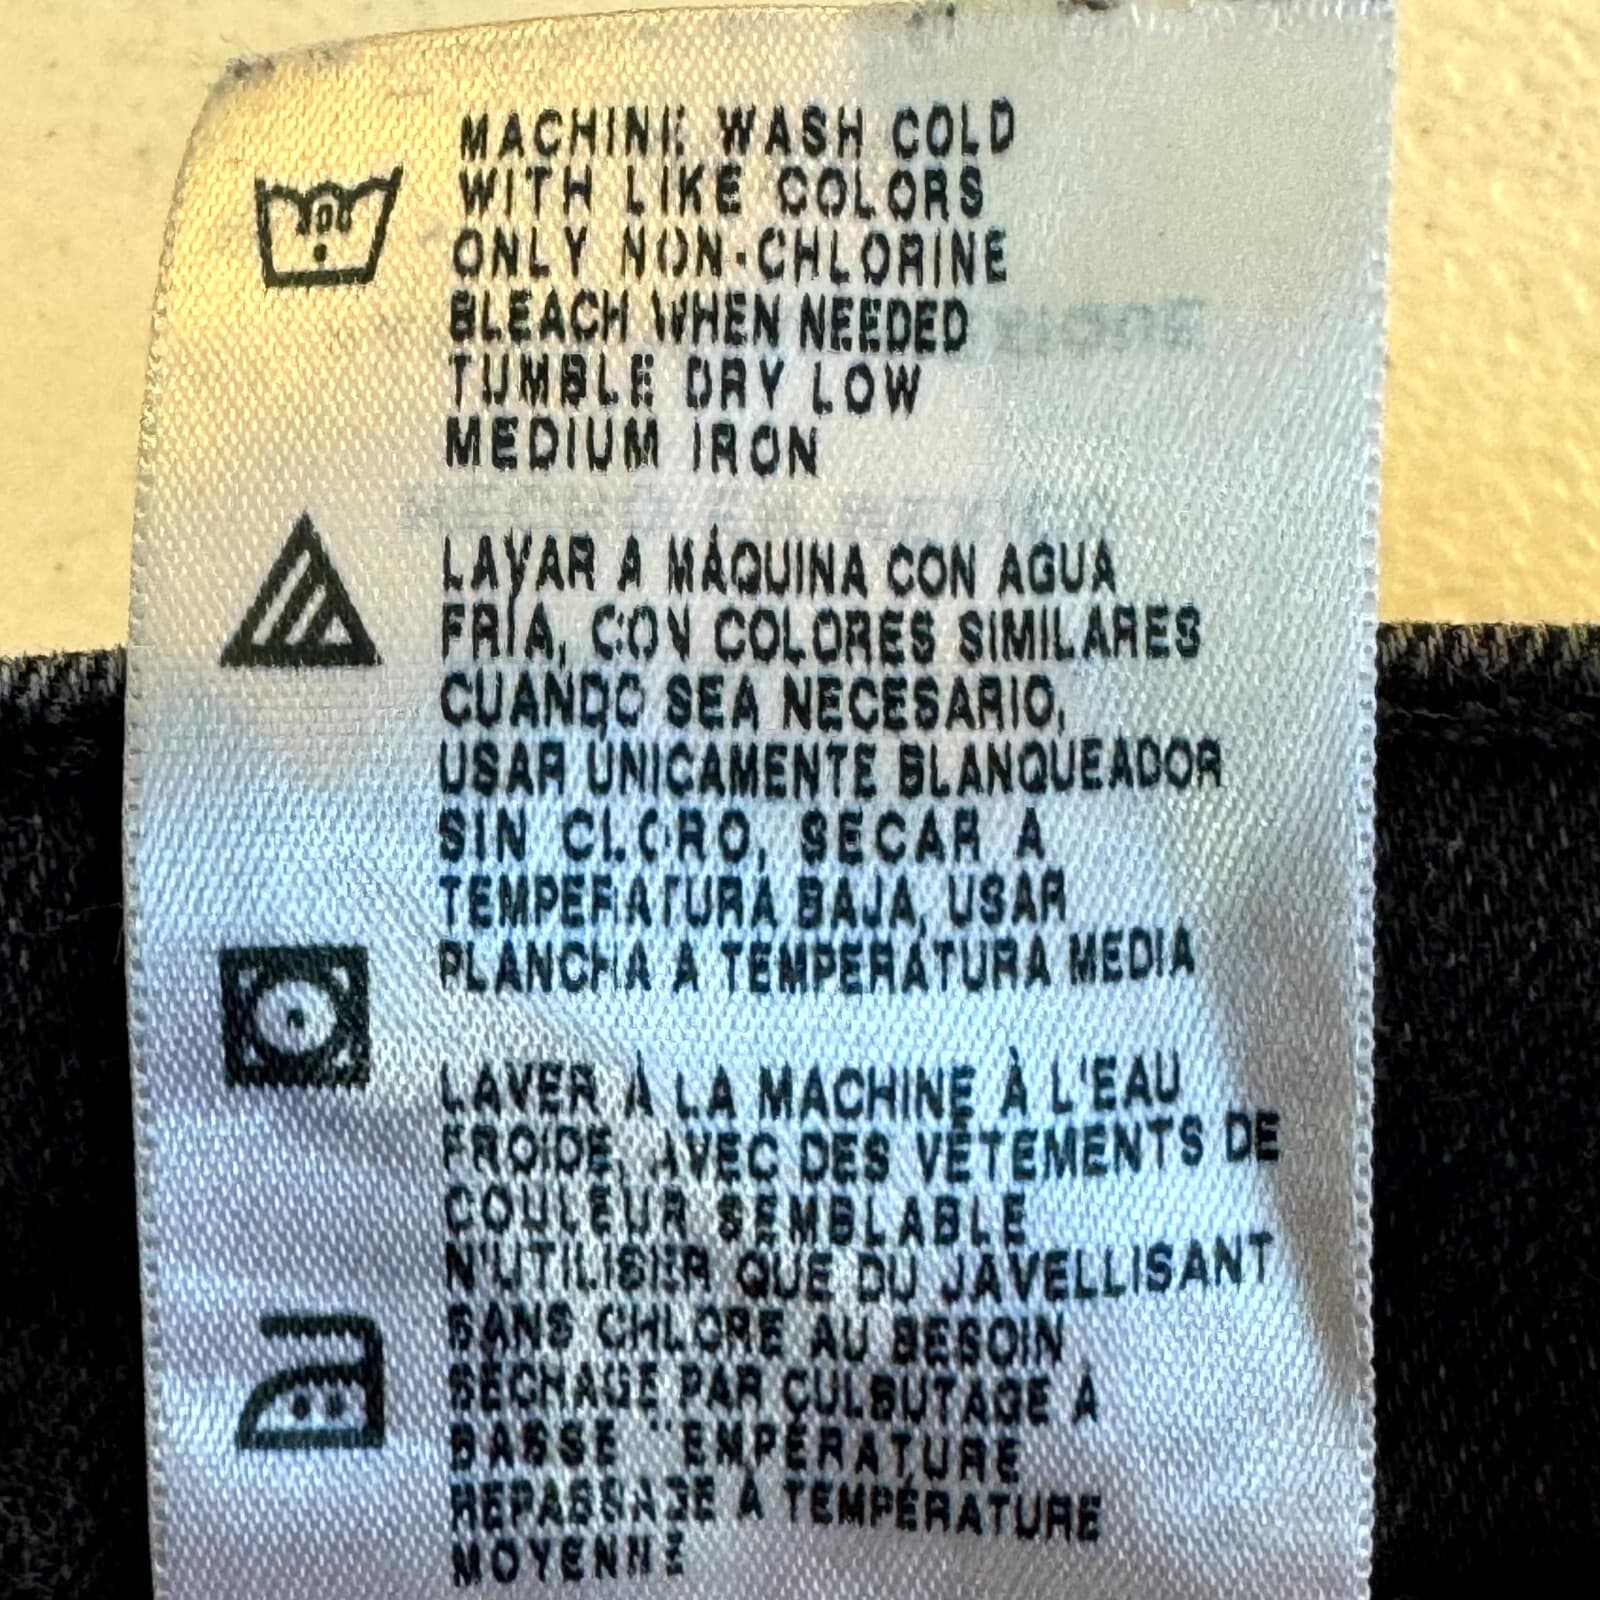 MACHINE WASH COLD
WITH LIKE COLORS
ONLY NON-CHLORINE
BLEACH WHEN NEEDED
TUMBLE DRY LOW
MEDIUM IRON
LAVAR A MÁQUINA CON AGUA
FRÍA, CON COLORES SIMILARES
CUANDO SEA NECESARIO,
USAR ÚNICAMENTE BLANQUEADOR
SIN CLORO, SECAR A
TEMPERATURA BAJA, USAR
PLANCHA A TEMPERATURA MEDIA
LAVER À LA MACHINE À L'EAU
FROIDE, AVEC DES VÊTEMENTS DE
COULEUR SEMBLABLE
N'UTILISER QUE DU JAVELLISANT
SANS CHLORE AU BESOIN
SÉCHAGE PAR CULBUTAGE À
BASSE TEMPÉRATURE
REPASSAGE À TEMPÉRATURE
MOYENNE